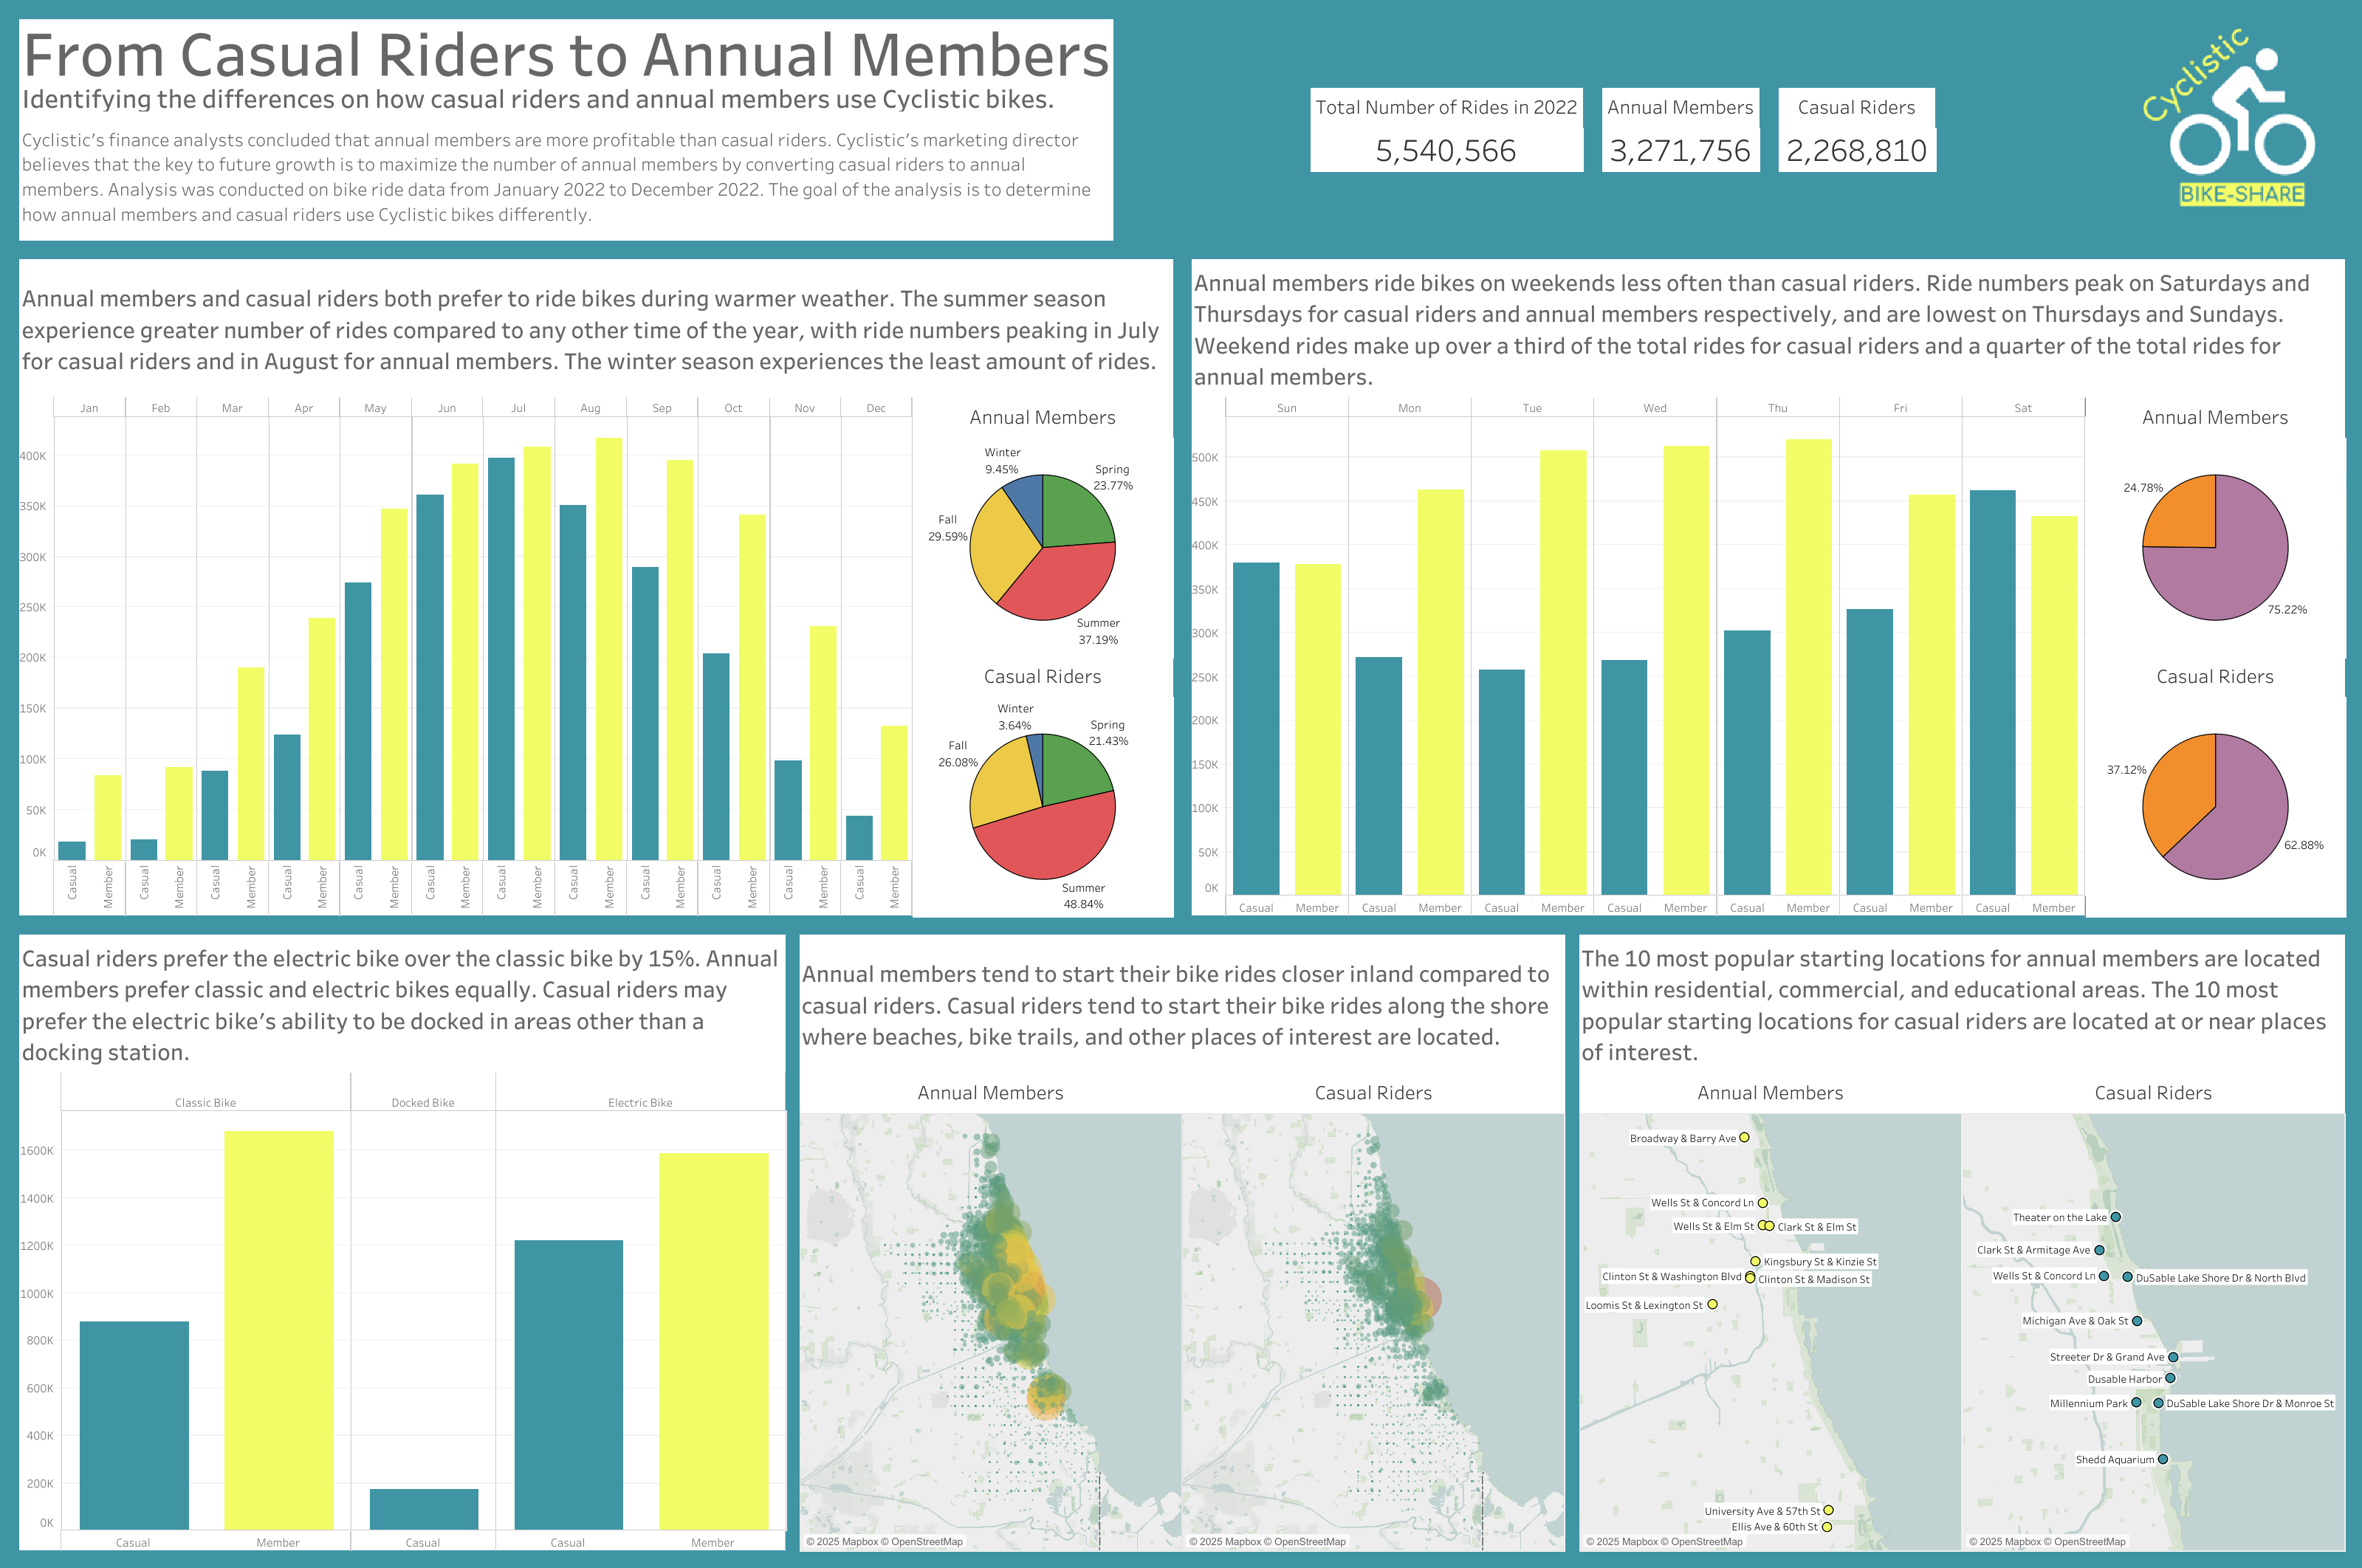 From Casual Riders to Annual Members
Identifying the differences on how casual riders and annual members use Cyclistic bikes.
Cyclistic's finance analysts concluded that annual members are more profitable than casual riders. Cyclistic's marketing director
believes that the key to future growth is to maximize the number of annual members by converting casual riders to annual
members. Analysis was conducted on bike ride data from January 2022 to December 2022. The goal of the analysis is to determine
how annual members and casual riders use Cyclistic bikes differently.
Total Number of Rides in 2022
5,540,566
Annual Members
3,271,756
Casual Riders
2,268,810
Cyclistic
BIKE-SHARE
Annual members and casual riders both prefer to ride bikes during warmer weather. The summer season
experience greater number of rides compared to any other time of the year, with ride numbers peaking in July
for casual riders and in August for annual members. The winter season experiences the least amount of rides.
Jan Feb Mar Apr May Jun Jul Aug Sep Oct Nov Dec
400K
350K
300K
250K
200K
150K
100K
50K
0K
Casual Member Casual Member Casual Member Casual Member Casual Member Casual Member Casual Member Casual Member Casual Member Casual Member Casual Member Casual Member
Annual Members
Winter
9.45%
Spring
23.77%
Fall
29.59%
Summer
37.19%
Casual Riders
Winter
3.64%
Spring
21.43%
Fall
26.08%
Summer
48.84%
Annual members ride bikes on weekends less often than casual riders. Ride numbers peak on Saturdays and
Thursdays for casual riders and annual members respectively, and are lowest on Thursdays and Sundays.
Weekend rides make up over a third of the total rides for casual riders and a quarter of the total rides for
annual members.
Sun Mon Tue Wed Thu Fri Sat
500K
450K
400K
350K
300K
250K
200K
150K
100K
50K
0K
Casual Member Casual Member Casual Member Casual Member Casual Member Casual Member Casual Member
Annual Members
24.78%
75.22%
Casual Riders
37.12%
62.88%
Casual riders prefer the electric bike over the classic bike by 15%. Annual
members prefer classic and electric bikes equally. Casual riders may
prefer the electric bike's ability to be docked in areas other than a
docking station.
Classic Bike Docked Bike Electric Bike
1600K
1400K
1200K
1000K
800K
600K
400K
200K
0K
Casual Member Casual Casual Member
Annual members tend to start their bike rides closer inland compared to
casual riders. Casual riders tend to start their bike rides along the shore
where beaches, bike trails, and other places of interest are located.
Annual Members
Casual Riders
© 2025 Mapbox © OpenStreetMap
© 2025 Mapbox © OpenStreetMap
The 10 most popular starting locations for annual members are located
within residential, commercial, and educational areas. The 10 most
popular starting locations for casual riders are located at or near places
of interest.
Annual Members
Broadway & Barry Ave
Wells St & Concord Ln
Wells St & Elm St
Clark St & Elm St
Kingsbury St & Kinzie St
Clinton St & Washington Blvd
Clinton St & Madison St
Loomis St & Lexington St
University Ave & 57th St
Ellis Ave & 60th St
© 2025 Mapbox © OpenStreetMap
Casual Riders
Theater on the Lake
Clark St & Armitage Ave
Wells St & Concord Ln
DuSable Lake Shore Dr & North Blvd
Michigan Ave & Oak St
Streeter Dr & Grand Ave
Dusable Harbor
Millennium Park
DuSable Lake Shore Dr & Monroe St
Shedd Aquarium
© 2025 Mapbox © OpenStreetMap